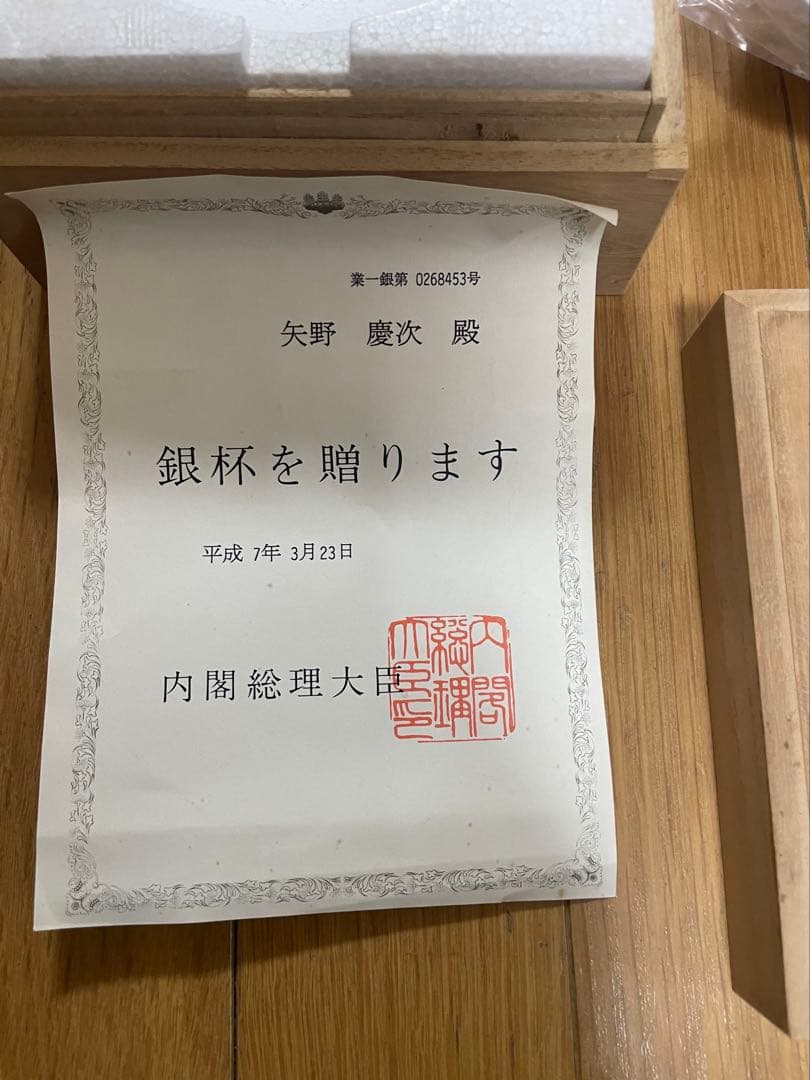 業一銀第 0268453号
矢野 慶次 殿
銀杯を贈ります
平成 7年 3月23日
内閣総理大臣
内閣総理大臣印